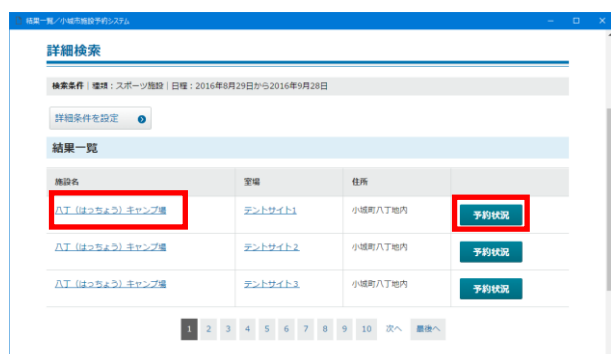 結果一覧／小城市施設予約システム
詳細検索
検索条件｜種類：スポーツ施設｜日程：2016年8月29日から2016年9月28日
詳細条件を設定
結果一覧
施設名 室場 住所
八丁（はっちょう）キャンプ場 テントサイト1 小城町八丁地内 予約状況
八丁（はっちょう）キャンプ場 テントサイト2 小城町八丁地内 予約状況
八丁（はっちょう）キャンプ場 テントサイト3 小城町八丁地内 予約状況
1 2 3 4 5 6 7 8 9 10 次へ 最後へ